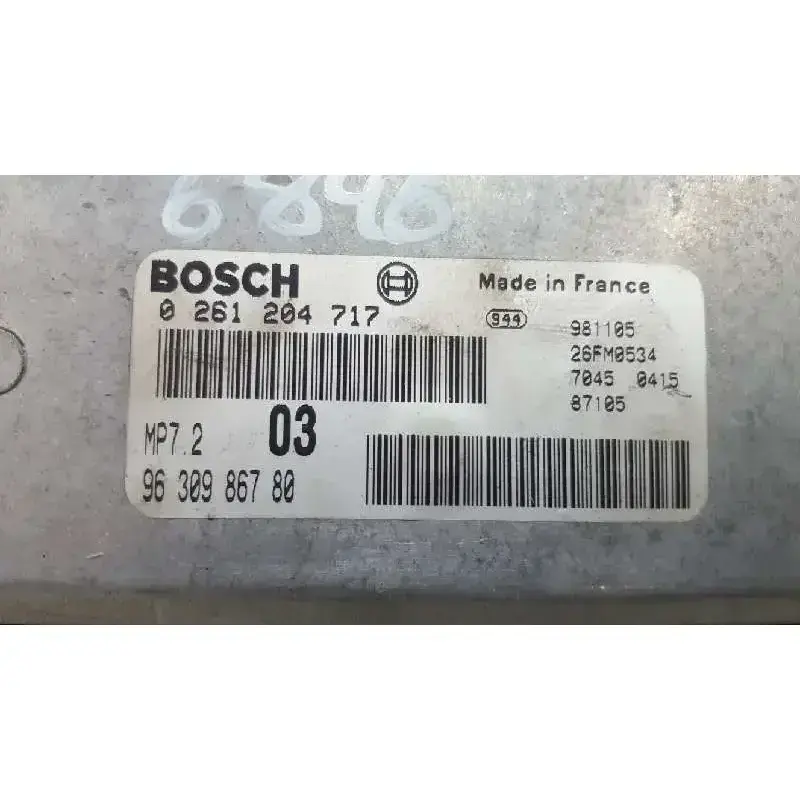 6846
BOSCH Made in France
0 261 204 717 944 981105
26FM0534
7045 0415
87105
MP7.2 03
96 309 867 80